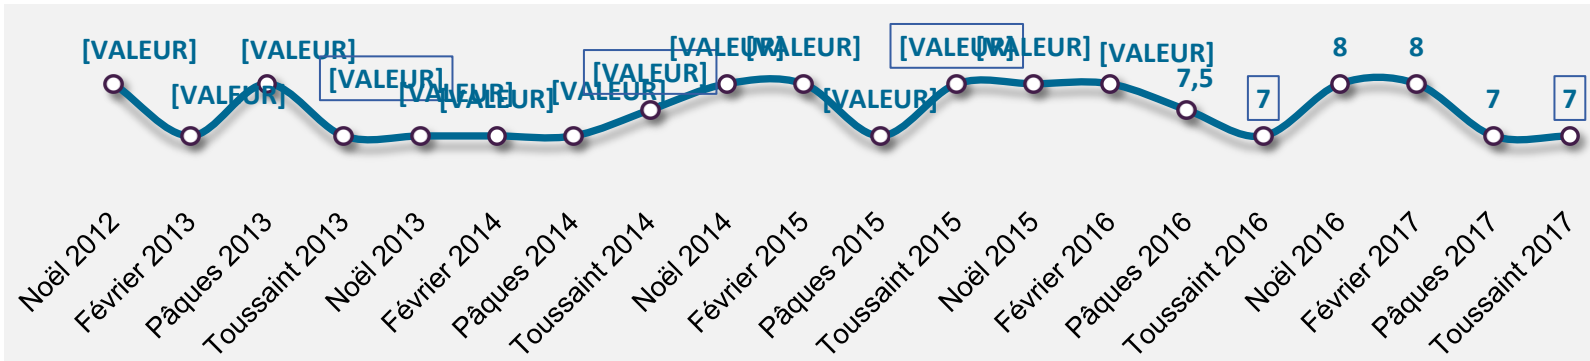 [VALEUR]
[VALEUR]
[VALEUR]
[VALEUR]
[VALEUR]
[VALEUR]
[VALEUR]
[VALEUR]
[VALEUR]
[VALEUR]
[VALEUR]
[VALEUR]
[VALEUR]
[VALEUR]
7,5
7
8
8
7
7
Noël 2012
Février 2013
Pâques 2013
Toussaint 2013
Noël 2013
Février 2014
Pâques 2014
Toussaint 2014
Noël 2014
Février 2015
Pâques 2015
Toussaint 2015
Noël 2015
Février 2016
Pâques 2016
Toussaint 2016
Noël 2016
Février 2017
Pâques 2017
Toussaint 2017